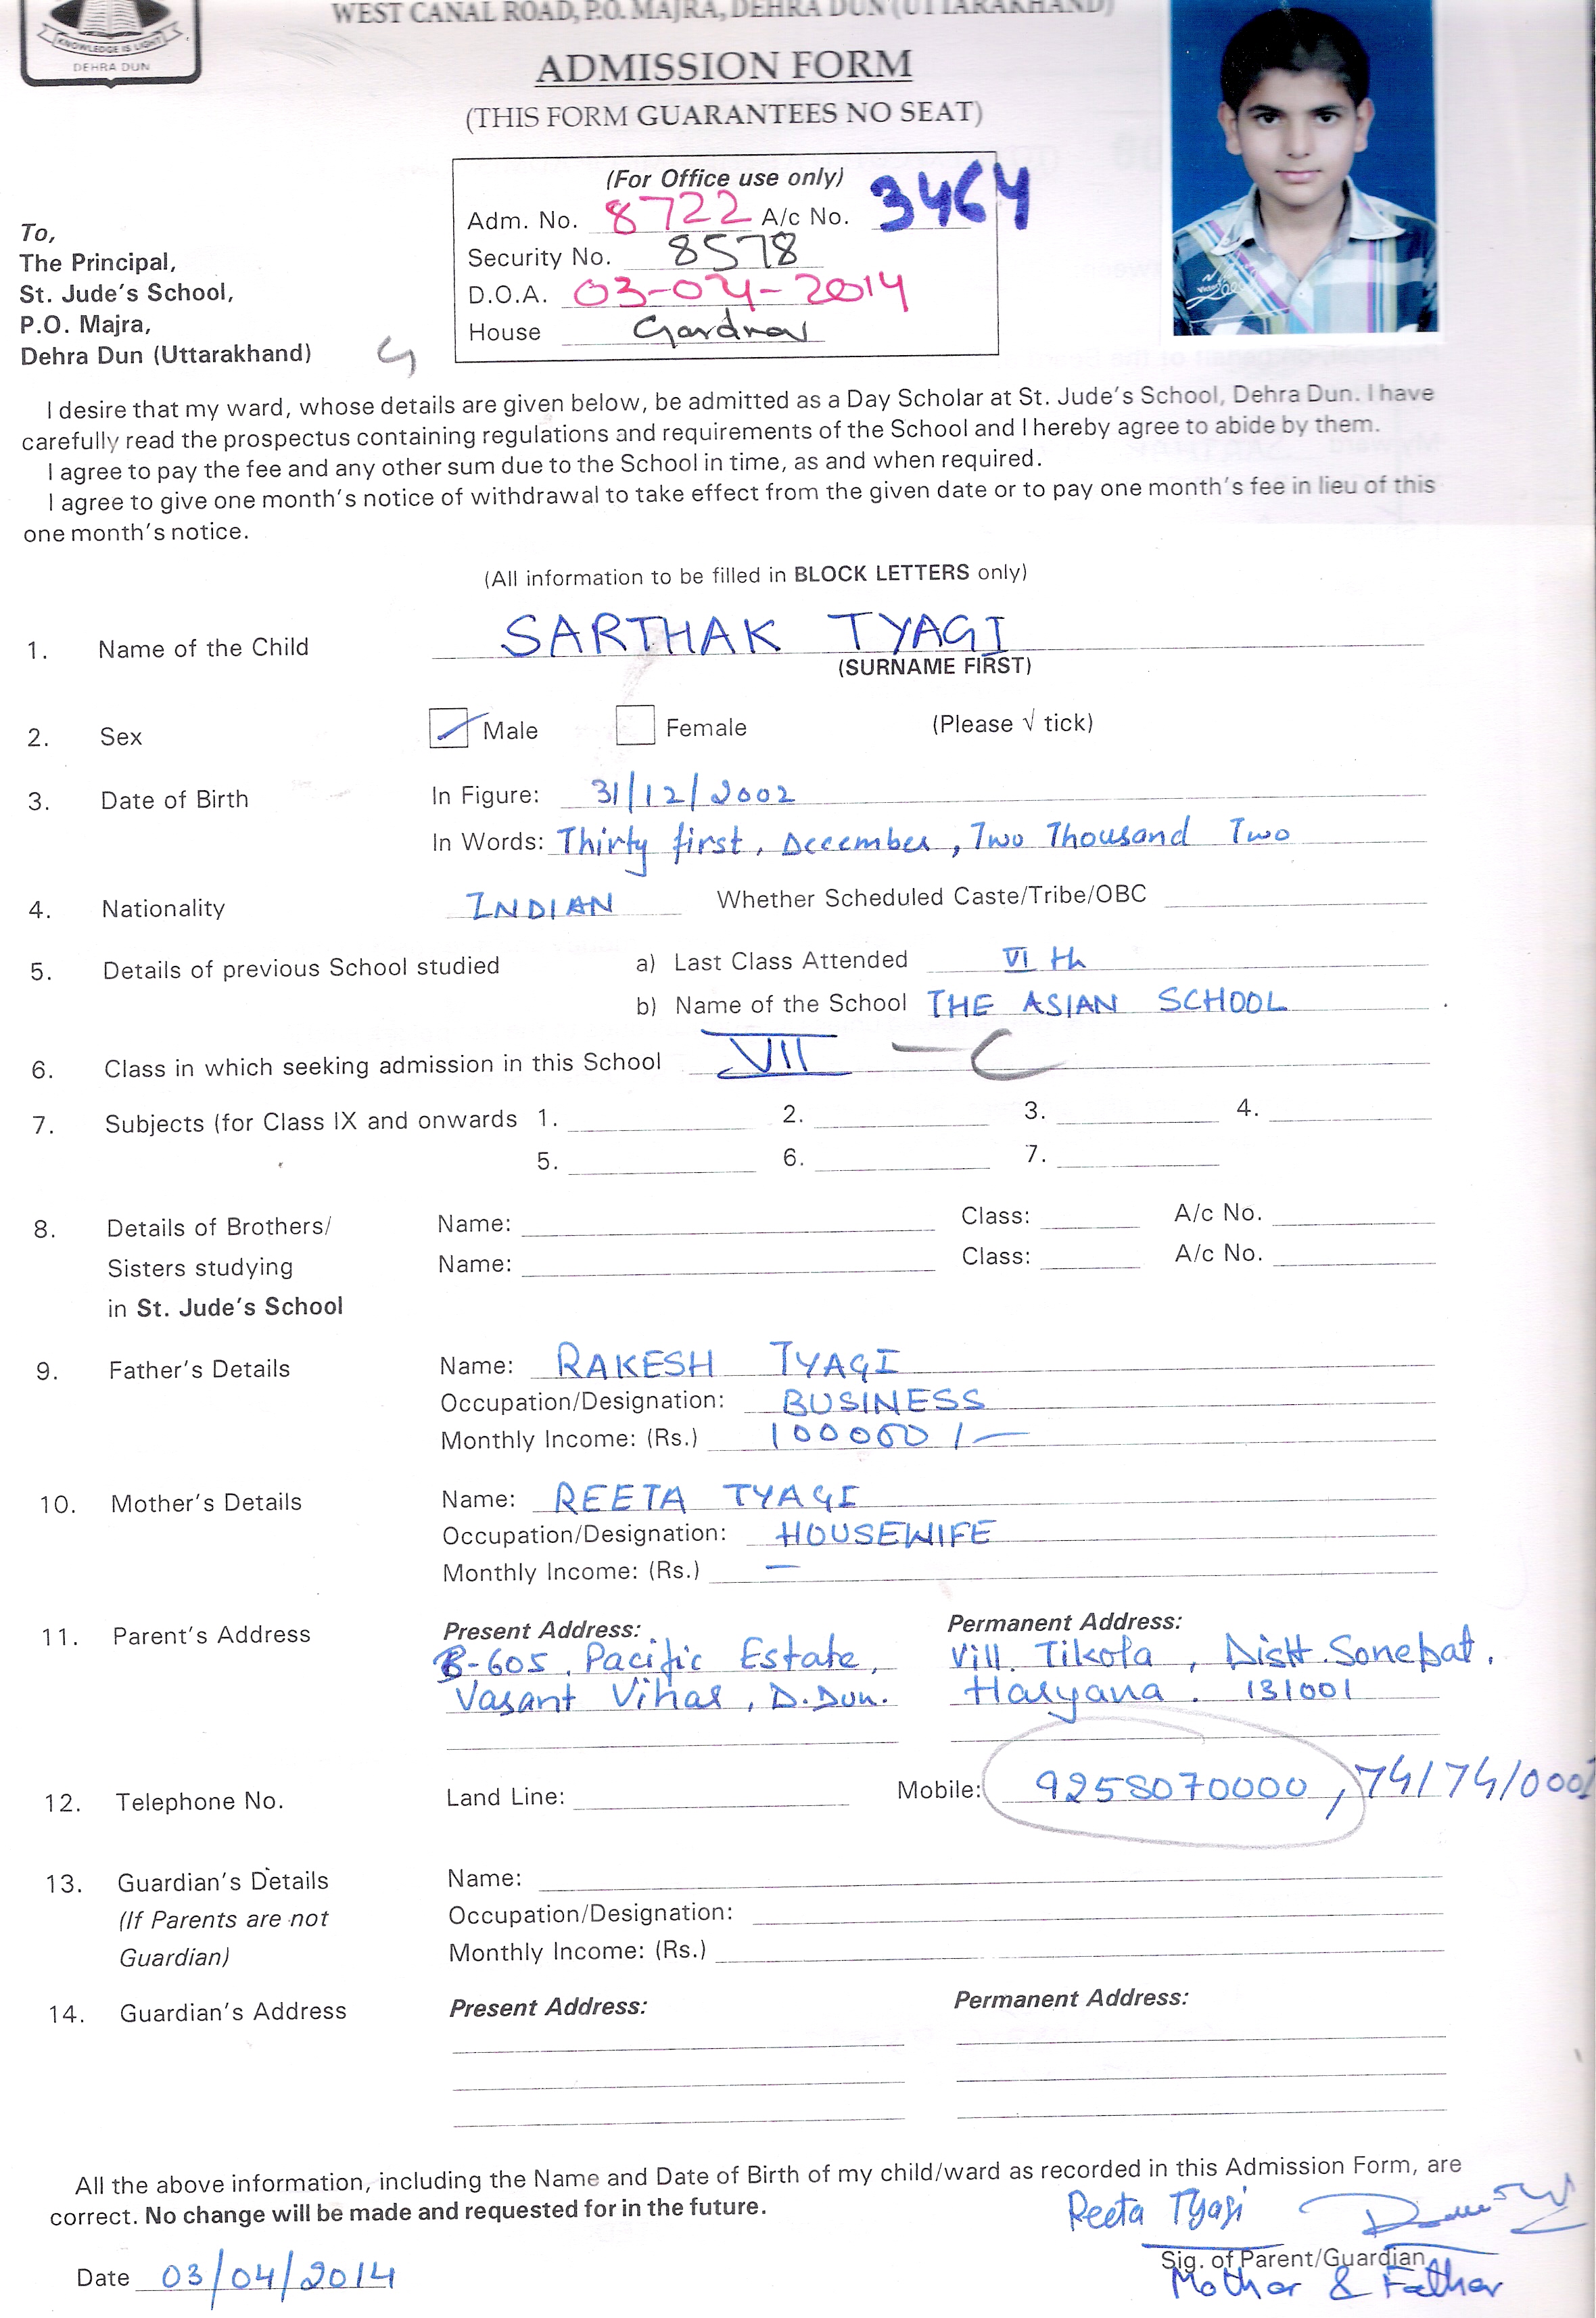 WEST CANAL ROAD, P.O. MAJRA, DEHRA DUN (UTTARAKHAND)
KNOWLEDGE IS LIGHT
DEHRA DUN
ADMISSION FORM
(THIS FORM GUARANTEES NO SEAT)
(For Office use only)
Adm. No. 8722 A/c No. 3464
Security No. 8578
D.O.A. 03-04-2014
House Gardner
To,
The Principal,
St. Jude's School,
P.O. Majra,
Dehra Dun (Uttarakhand)
I desire that my ward, whose details are given below, be admitted as a Day Scholar at St. Jude's School, Dehra Dun. I have
carefully read the prospectus containing regulations and requirements of the School and I hereby agree to abide by them.
I agree to pay the fee and any other sum due to the School in time, as and when required.
I agree to give one month's notice of withdrawal to take effect from the given date or to pay one month's fee in lieu of this
one month's notice.
(All information to be filled in BLOCK LETTERS only)
1. Name of the Child SARTHAK TYAGI
(SURNAME FIRST)
2. Sex Male Female (Please √ tick)
3. Date of Birth In Figure: 31/12/2002
In Words: Thirty first, December, Two Thousand Two
4. Nationality INDIAN Whether Scheduled Caste/Tribe/OBC
5. Details of previous School studied a) Last Class Attended VI th
b) Name of the School THE ASIAN SCHOOL
6. Class in which seeking admission in this School VII - C
7. Subjects (for Class IX and onwards 1. 2. 3. 4.
5. 6. 7.
8. Details of Brothers/ Name: Class: A/c No.
Sisters studying Name: Class: A/c No.
in St. Jude's School
9. Father's Details Name: RAKESH TYAGI
Occupation/Designation: BUSINESS
Monthly Income: (Rs.) 100000/-
10. Mother's Details Name: REETA TYAGI
Occupation/Designation: HOUSEWIFE
Monthly Income: (Rs.) —
11. Parent's Address Present Address: Permanent Address:
B-605, Pacific Estate, Vill. Tikola, Distt. Sonepat,
Vasant Vihar, D.Dun. Haryana. 131001
12. Telephone No. Land Line: Mobile: 9258070000, 74/74/0001
13. Guardian's Details Name:
(If Parents are not Occupation/Designation:
Guardian) Monthly Income: (Rs.)
14. Guardian's Address Present Address: Permanent Address:
All the above information, including the Name and Date of Birth of my child/ward as recorded in this Admission Form, are
correct. No change will be made and requested for in the future.
Reeta Tyagi
Sig. of Parent/Guardian
Date 03/04/2014 Mother & Father